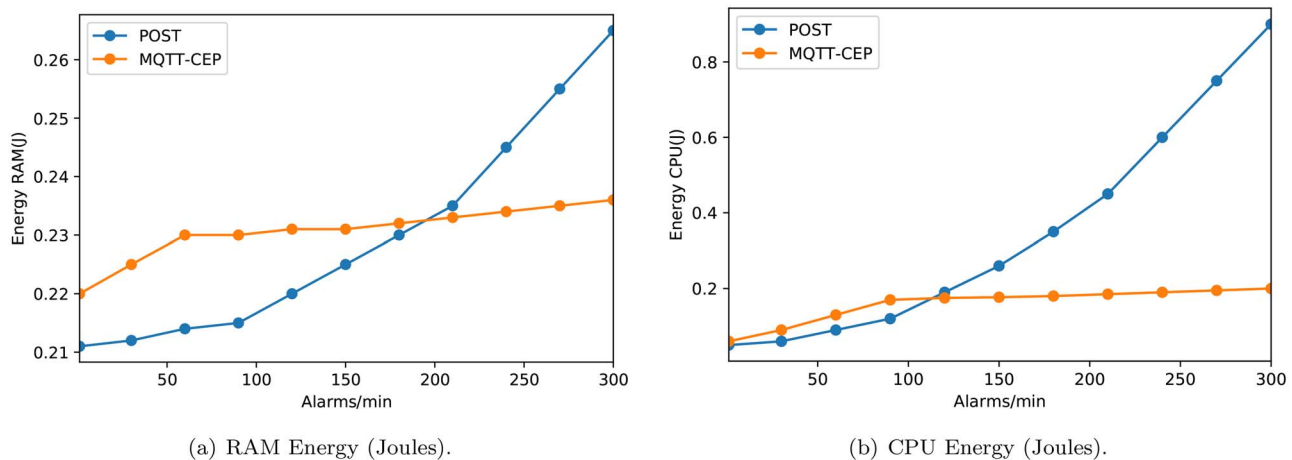 POST
MQTT-CEP
0.26
0.25
0.24
0.23
0.22
0.21
Energy RAM(J)
50 100 150 200 250 300
Alarms/min
(a) RAM Energy (Joules).
POST
MQTT-CEP
0.8
0.6
0.4
0.2
Energy CPU(J)
50 100 150 200 250 300
Alarms/min
(b) CPU Energy (Joules).